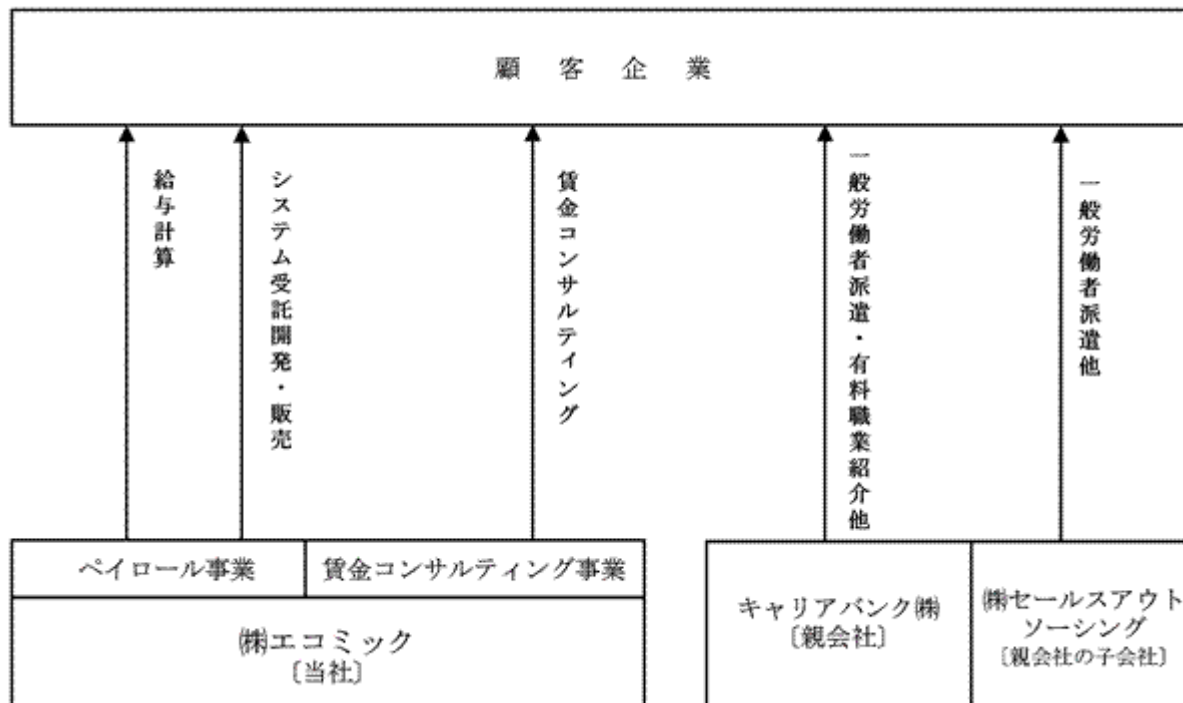 顧客企業
給与計算
システム受託開発・販売
賃金コンサルティング
一般労働者派遣・有料職業紹介他
一般労働者派遣他
ペイロール事業
賃金コンサルティング事業
㈱エコミック
〔当社〕
キャリアバンク㈱
〔親会社〕
㈱セールスアウト
ソーシング
〔親会社の子会社〕